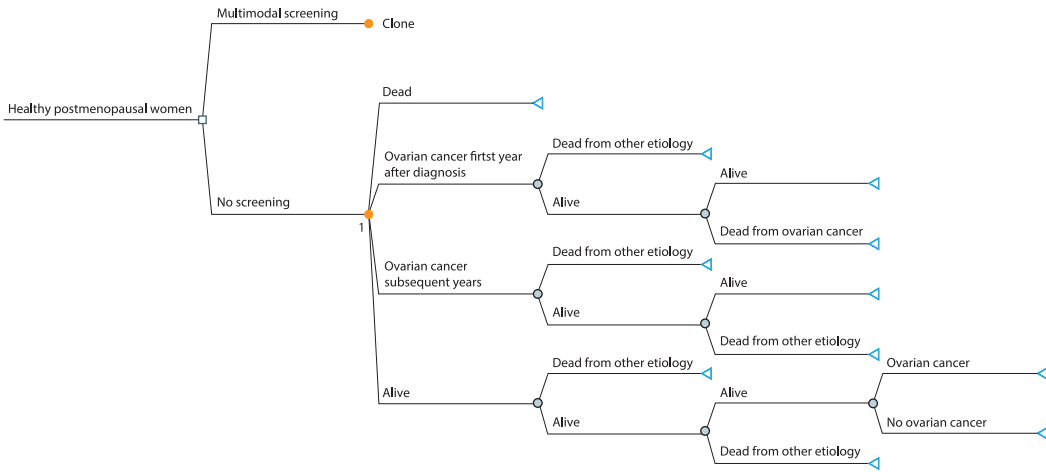 Multimodal screening
Clone
Healthy postmenopausal women
No screening
1
Dead
Ovarian cancer firtst year
after diagnosis
Dead from other etiology
Alive
Alive
Dead from ovarian cancer
Ovarian cancer
subsequent years
Dead from other etiology
Alive
Alive
Dead from other etiology
Alive
Dead from other etiology
Alive
Alive
Ovarian cancer
No ovarian cancer
Dead from other etiology